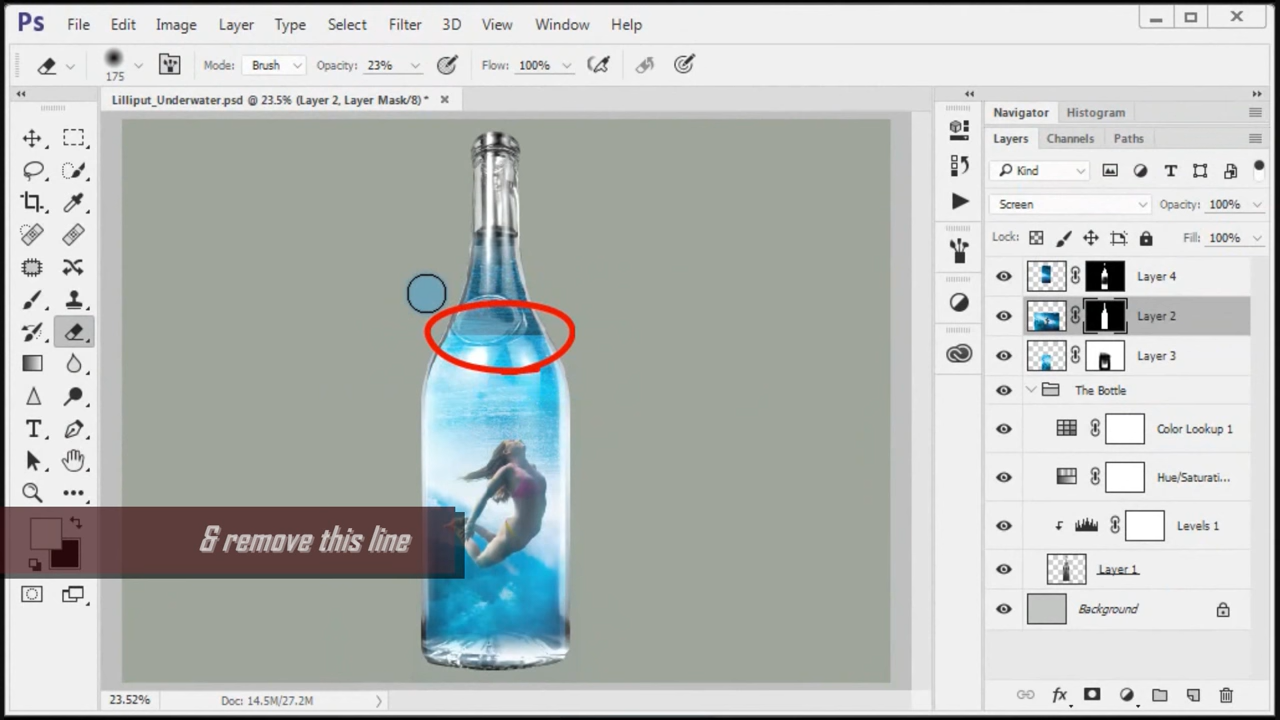 Ps File Edit Image Layer Type Select Filter 3D View Window Help
175 Mode: Brush Opacity: 23% Flow: 100%
Lilliput_Underwater.psd @ 23.5% (Layer 2, Layer Mask/8) *
Navigator Histogram
Layers Channels Paths
Kind
Screen Opacity: 100%
Lock: Fill: 100%
Layer 4
Layer 2
Layer 3
The Bottle
Color Lookup 1
Hue/Saturati...
Levels 1
Layer 1
Background
& remove this line
23.52% Doc: 14.5M/27.2M